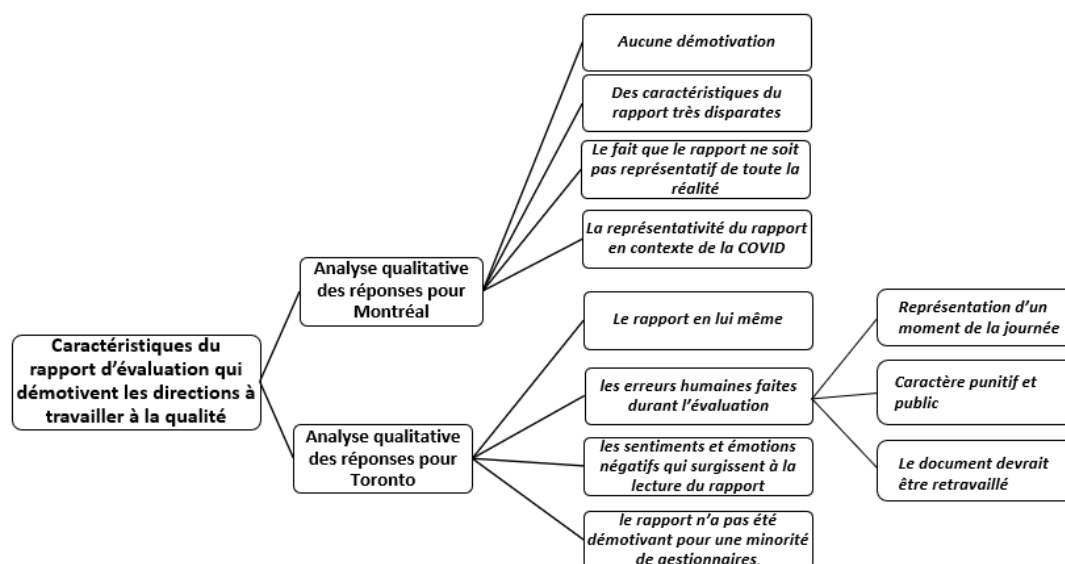 Caractéristiques du
rapport d'évaluation qui
démotivent les directions à
travailler à la qualité
Analyse qualitative
des réponses pour
Montréal
Aucune démotivation
Des caractéristiques du
rapport très disparates
Le fait que le rapport ne soit
pas représentatif de toute la
réalité
La représentativité du rapport
en contexte de la COVID
Analyse qualitative
des réponses pour
Toronto
Le rapport en lui même
les erreurs humaines faites
durant l'évaluation
Représentation d'un
moment de la journée
Caractère punitif et
public
Le document devrait
être retravaillé
les sentiments et émotions
négatifs qui surgissent à la
lecture du rapport
le rapport n'a pas été
démotivant pour une minorité
de gestionnaires.